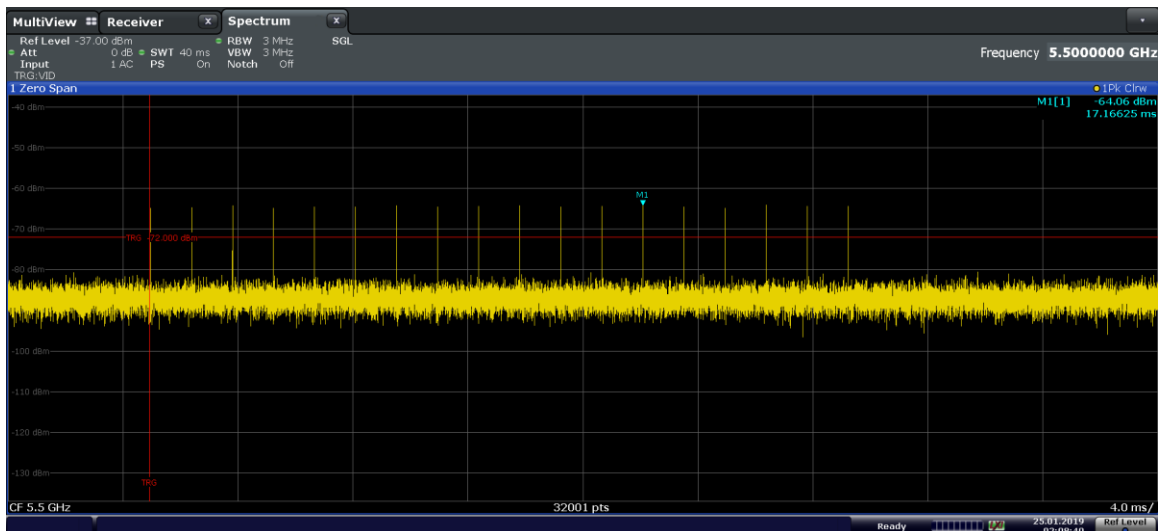 MultiView Receiver X Spectrum X
Ref Level -37.00 dBm RBW 3 MHz SGL
Att 0 dB SWT 40 ms VBW 3 MHz Frequency 5.5000000 GHz
Input 1 AC PS On Notch Off
TRG:VID
1 Zero Span 1Pk Clrw
M1[1] -64.06 dBm
17.16625 ms
-40 dBm
-50 dBm
-60 dBm
M1
-70 dBm
TRG -72.000 dBm
-80 dBm
-100 dBm
-110 dBm
-120 dBm
-130 dBm
TRG
CF 5.5 GHz 32001 pts 4.0 ms/
Ready 25.01.2019 Ref Level